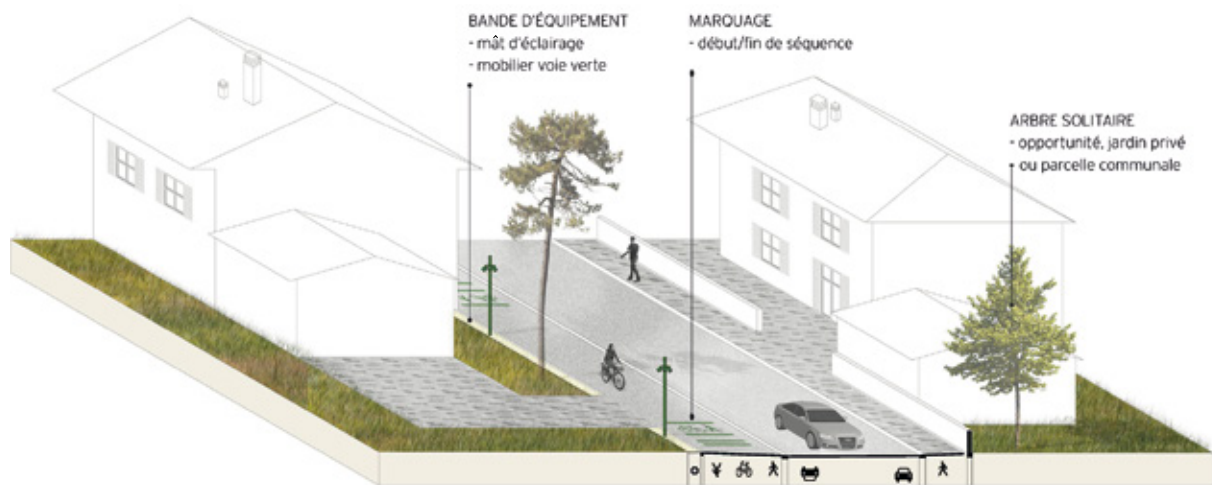 BANDE D'ÉQUIPEMENT
- mât d'éclairage
- mobilier voie verte
MARQUAGE
- début/fin de séquence
ARBRE SOLITAIRE
- opportunité, jardin privé
ou parcelle communale